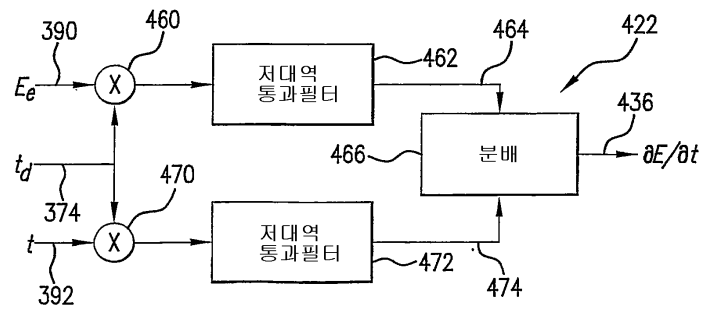 390
460
462
464
422
E_e
X
저대역
통과필터
436
t_d
466
분배
∂E/∂t
374
470
t
X
저대역
통과필터
392
472
474